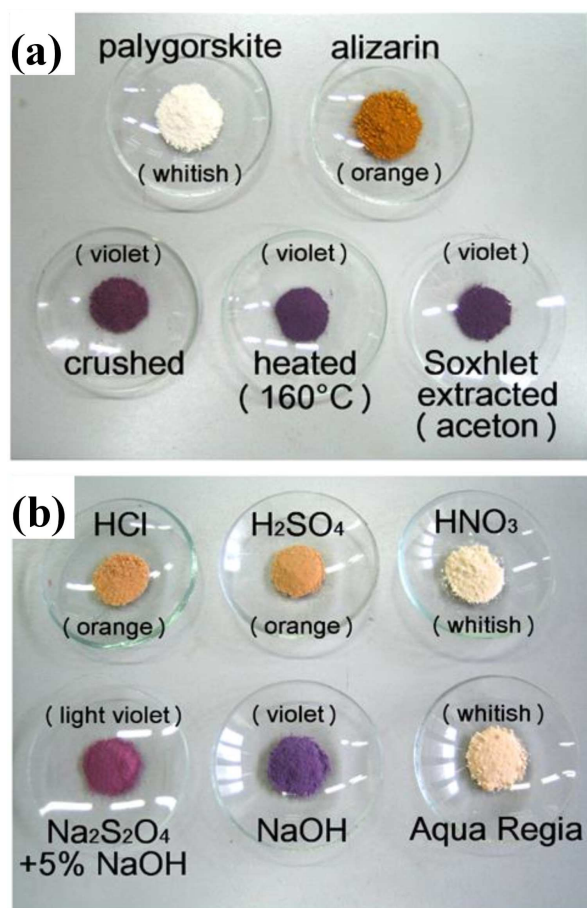 (a)
palygorskite alizarin
( whitish ) ( orange )
( violet ) ( violet ) ( violet )
crushed heated Soxhlet
( 160°C ) extracted
( aceton )
(b)
HCl H₂SO₄ HNO₃
( orange ) ( orange ) ( whitish )
( light violet ) ( violet ) ( whitish )
Na₂S₂O₄ NaOH Aqua Regia
+5% NaOH